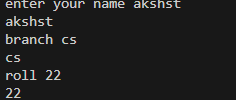 enter your name akshst
akshst
branch cs
cs
roll 22
22